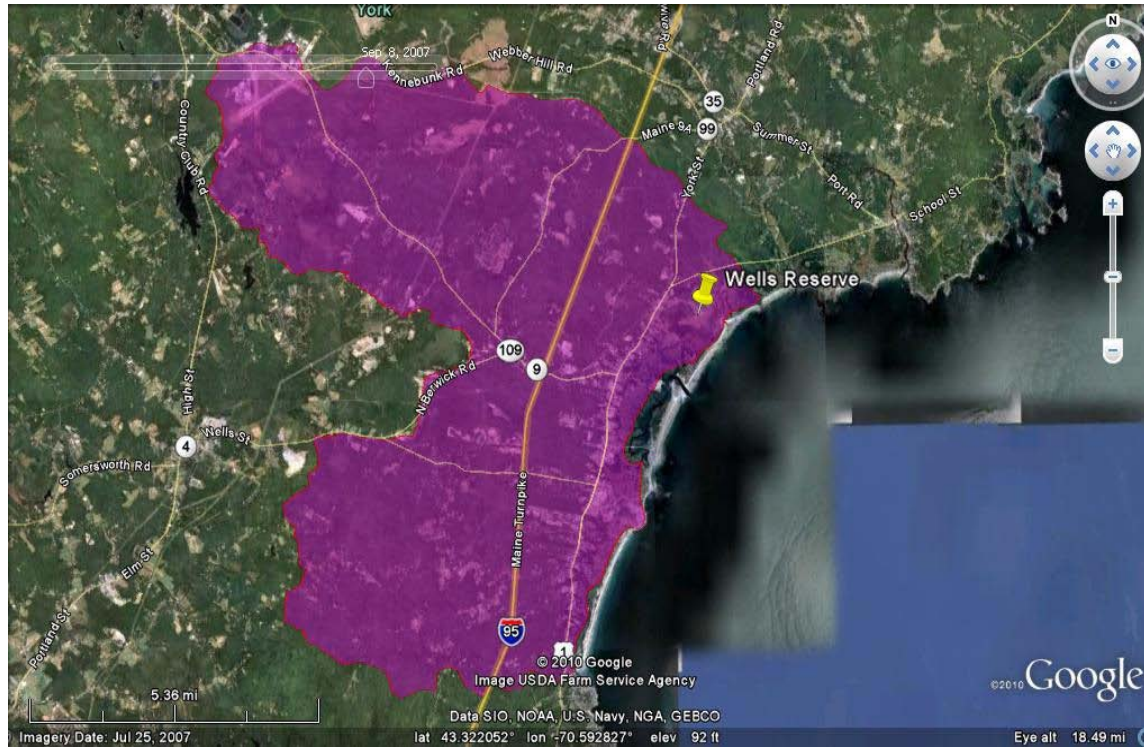 York
Sep 8, 2007
N
Kennebunk Rd
Webber Hill Rd
Portland Rd
35
Maine 94
99
Summer St
York St
Port Rd
School St
Country Club Rd
Wells Reserve
109
9
N Berwick Rd
High St
4
Wells St
Somersworth Rd
Maine Turnpike
Elm St
Portland St
95
1
© 2010 Google
Image USDA Farm Service Agency
©2010 Google
5.36 mi
Data SIO, NOAA, U.S. Navy, NGA, GEBCO
Imagery Date: Jul 25, 2007 lat 43.322052° lon -70.592827° elev 92 ft Eye alt 18.49 mi